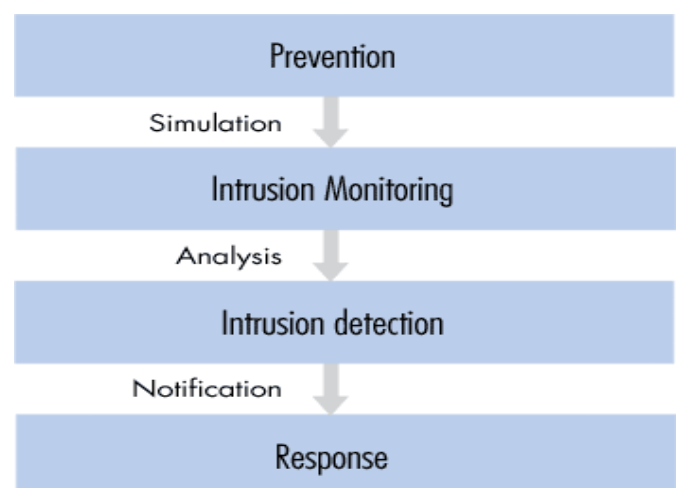 Prevention
Simulation
Intrusion Monitoring
Analysis
Intrusion detection
Notification
Response